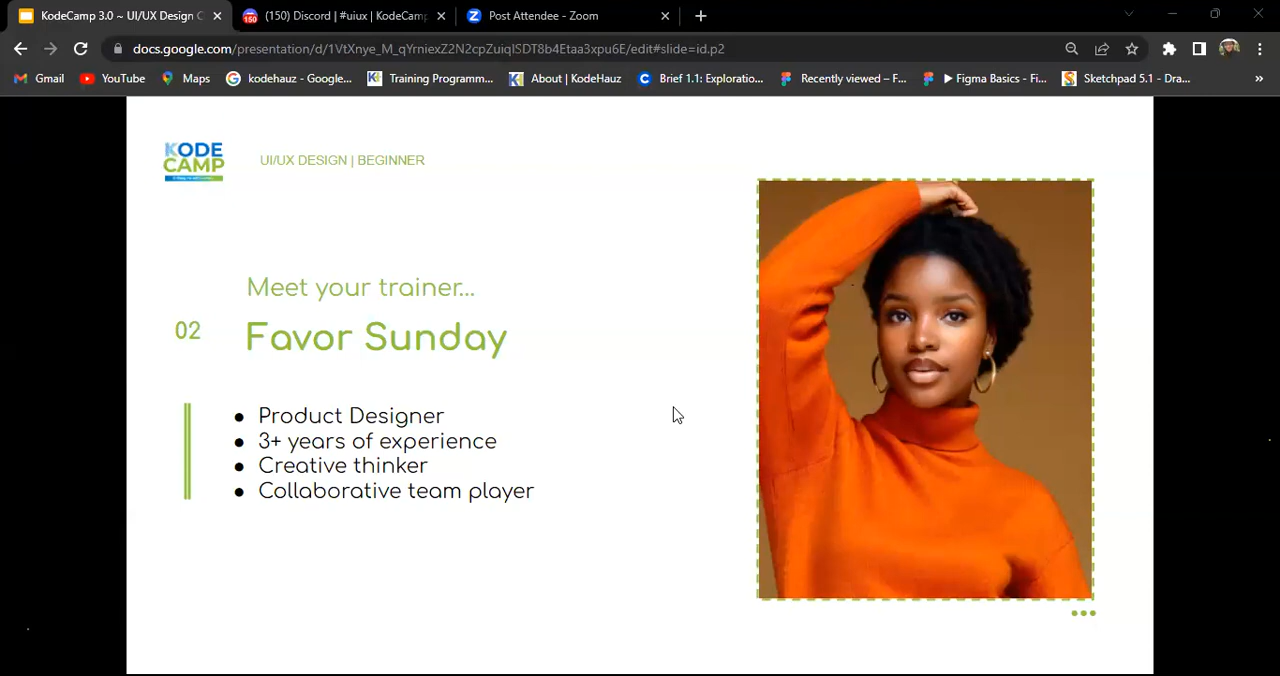 KodeCamp 3.0 ~ UI/UX Design C
(150) Discord | #uiux | KodeCamp
Post Attendee - Zoom
docs.google.com/presentation/d/1VtXnye_M_qYrniexZ2N2cpZuiqlSDT8b4Etaa3xpu6E/edit#slide=id.p2
Gmail
YouTube
Maps
kodehauz - Google...
Training Programm...
About | KodeHauz
Brief 1.1: Exploratio...
Recently viewed – F...
Figma Basics - Fi...
Sketchpad 5.1 - Dra...
KODE
CAMP
UI/UX DESIGN | BEGINNER
Meet your trainer...
02
Favor Sunday
● Product Designer
● 3+ years of experience
● Creative thinker
● Collaborative team player